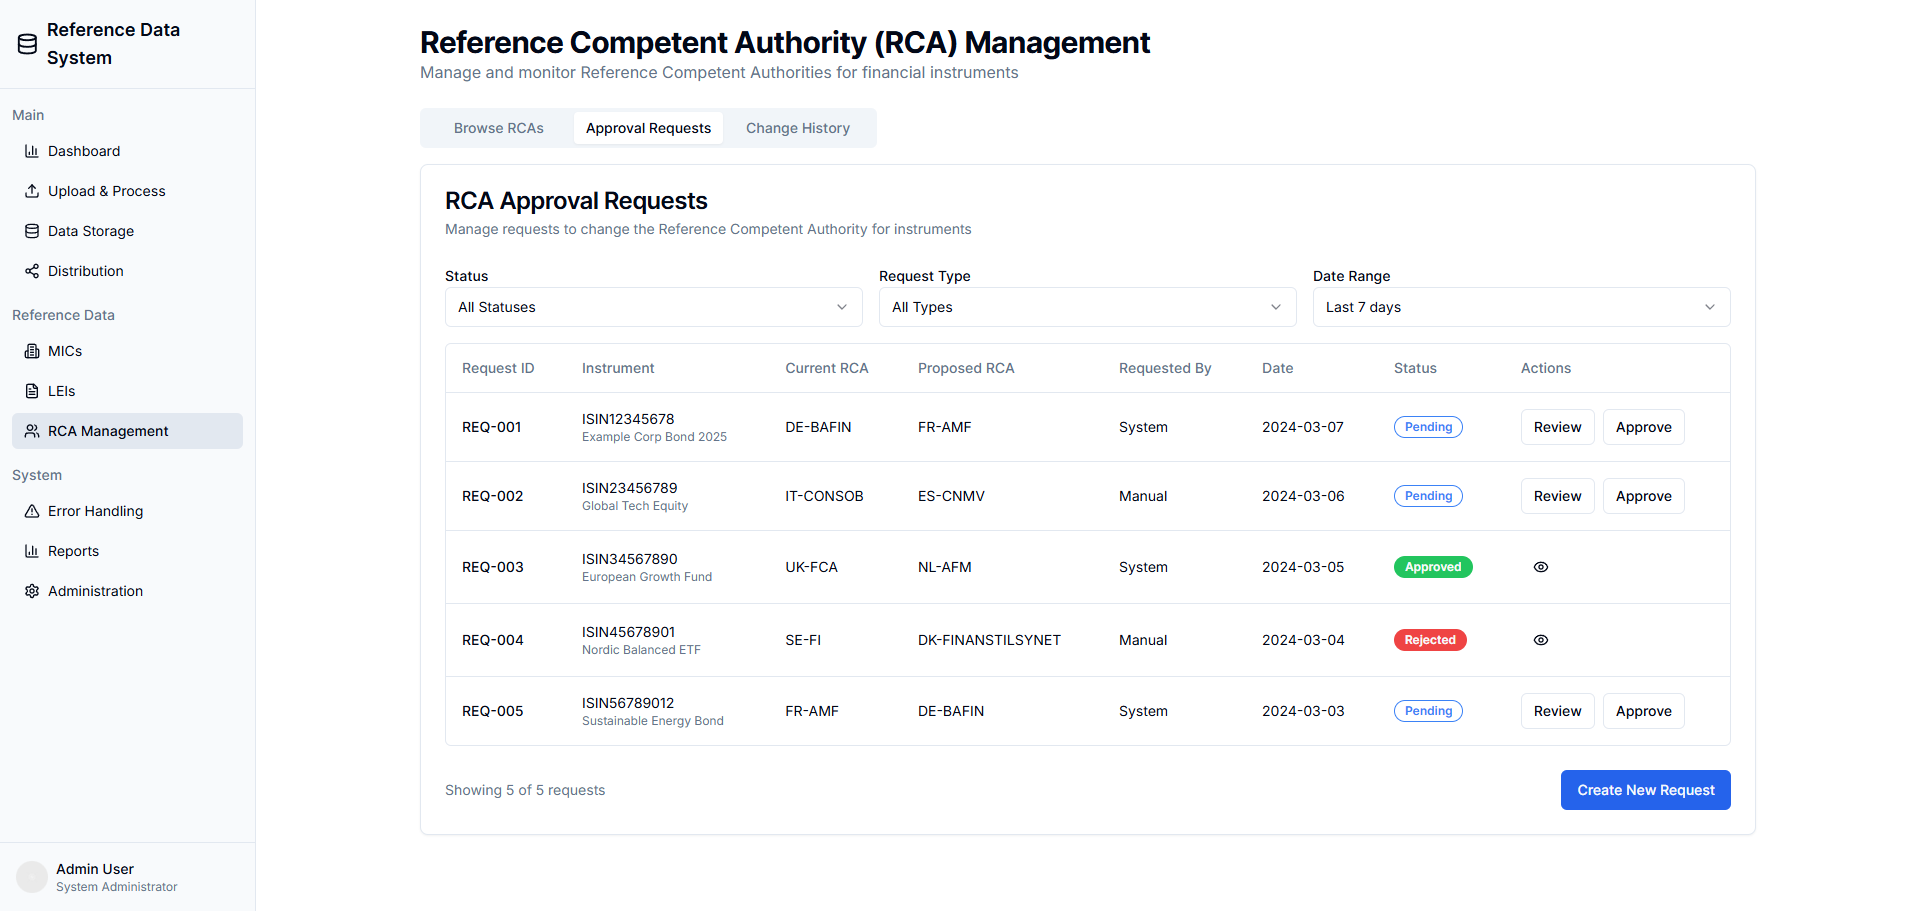 Reference Data
System
Main
Dashboard
Upload & Process
Data Storage
Distribution
Reference Data
MICs
LEIs
RCA Management
System
Error Handling
Reports
Administration
Admin User
System Administrator
Reference Competent Authority (RCA) Management
Manage and monitor Reference Competent Authorities for financial instruments
Browse RCAs Approval Requests Change History
RCA Approval Requests
Manage requests to change the Reference Competent Authority for instruments
Status Request Type Date Range
All Statuses All Types Last 7 days
Request ID Instrument Current RCA Proposed RCA Requested By Date Status Actions
REQ-001 ISIN12345678 DE-BAFIN FR-AMF System 2024-03-07 Pending Review Approve
Example Corp Bond 2025
REQ-002 ISIN23456789 IT-CONSOB ES-CNMV Manual 2024-03-06 Pending Review Approve
Global Tech Equity
REQ-003 ISIN34567890 UK-FCA NL-AFM System 2024-03-05 Approved
European Growth Fund
REQ-004 ISIN45678901 SE-FI DK-FINANSTILSYNET Manual 2024-03-04 Rejected
Nordic Balanced ETF
REQ-005 ISIN56789012 FR-AMF DE-BAFIN System 2024-03-03 Pending Review Approve
Sustainable Energy Bond
Showing 5 of 5 requests Create New Request